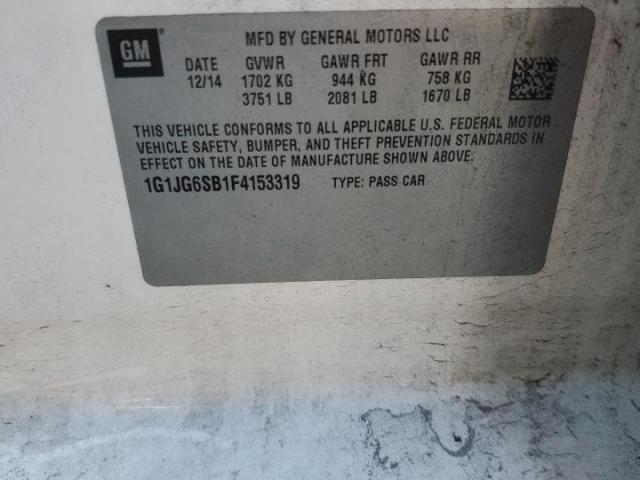 GM
MFD BY GENERAL MOTORS LLC
DATE GVWR GAWR FRT GAWR RR
12/14 1702 KG 944 KG 758 KG
3751 LB 2081 LB 1670 LB
THIS VEHICLE CONFORMS TO ALL APPLICABLE U.S. FEDERAL MOTOR
VEHICLE SAFETY, BUMPER, AND THEFT PREVENTION STANDARDS IN
EFFECT ON THE DATE OF MANUFACTURE SHOWN ABOVE.
1G1JG6SB1F4153319 TYPE: PASS CAR